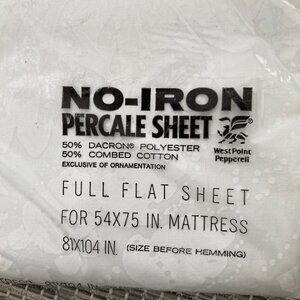 NO-IRON
PERCALE SHEET
50% DACRON® POLYESTER
50% COMBED COTTON
EXCLUSIVE OF ORNAMENTATION
West Point
Pepperell
FULL FLAT SHEET
FOR 54X75 IN. MATTRESS
81X104 IN. (SIZE BEFORE HEMMING)